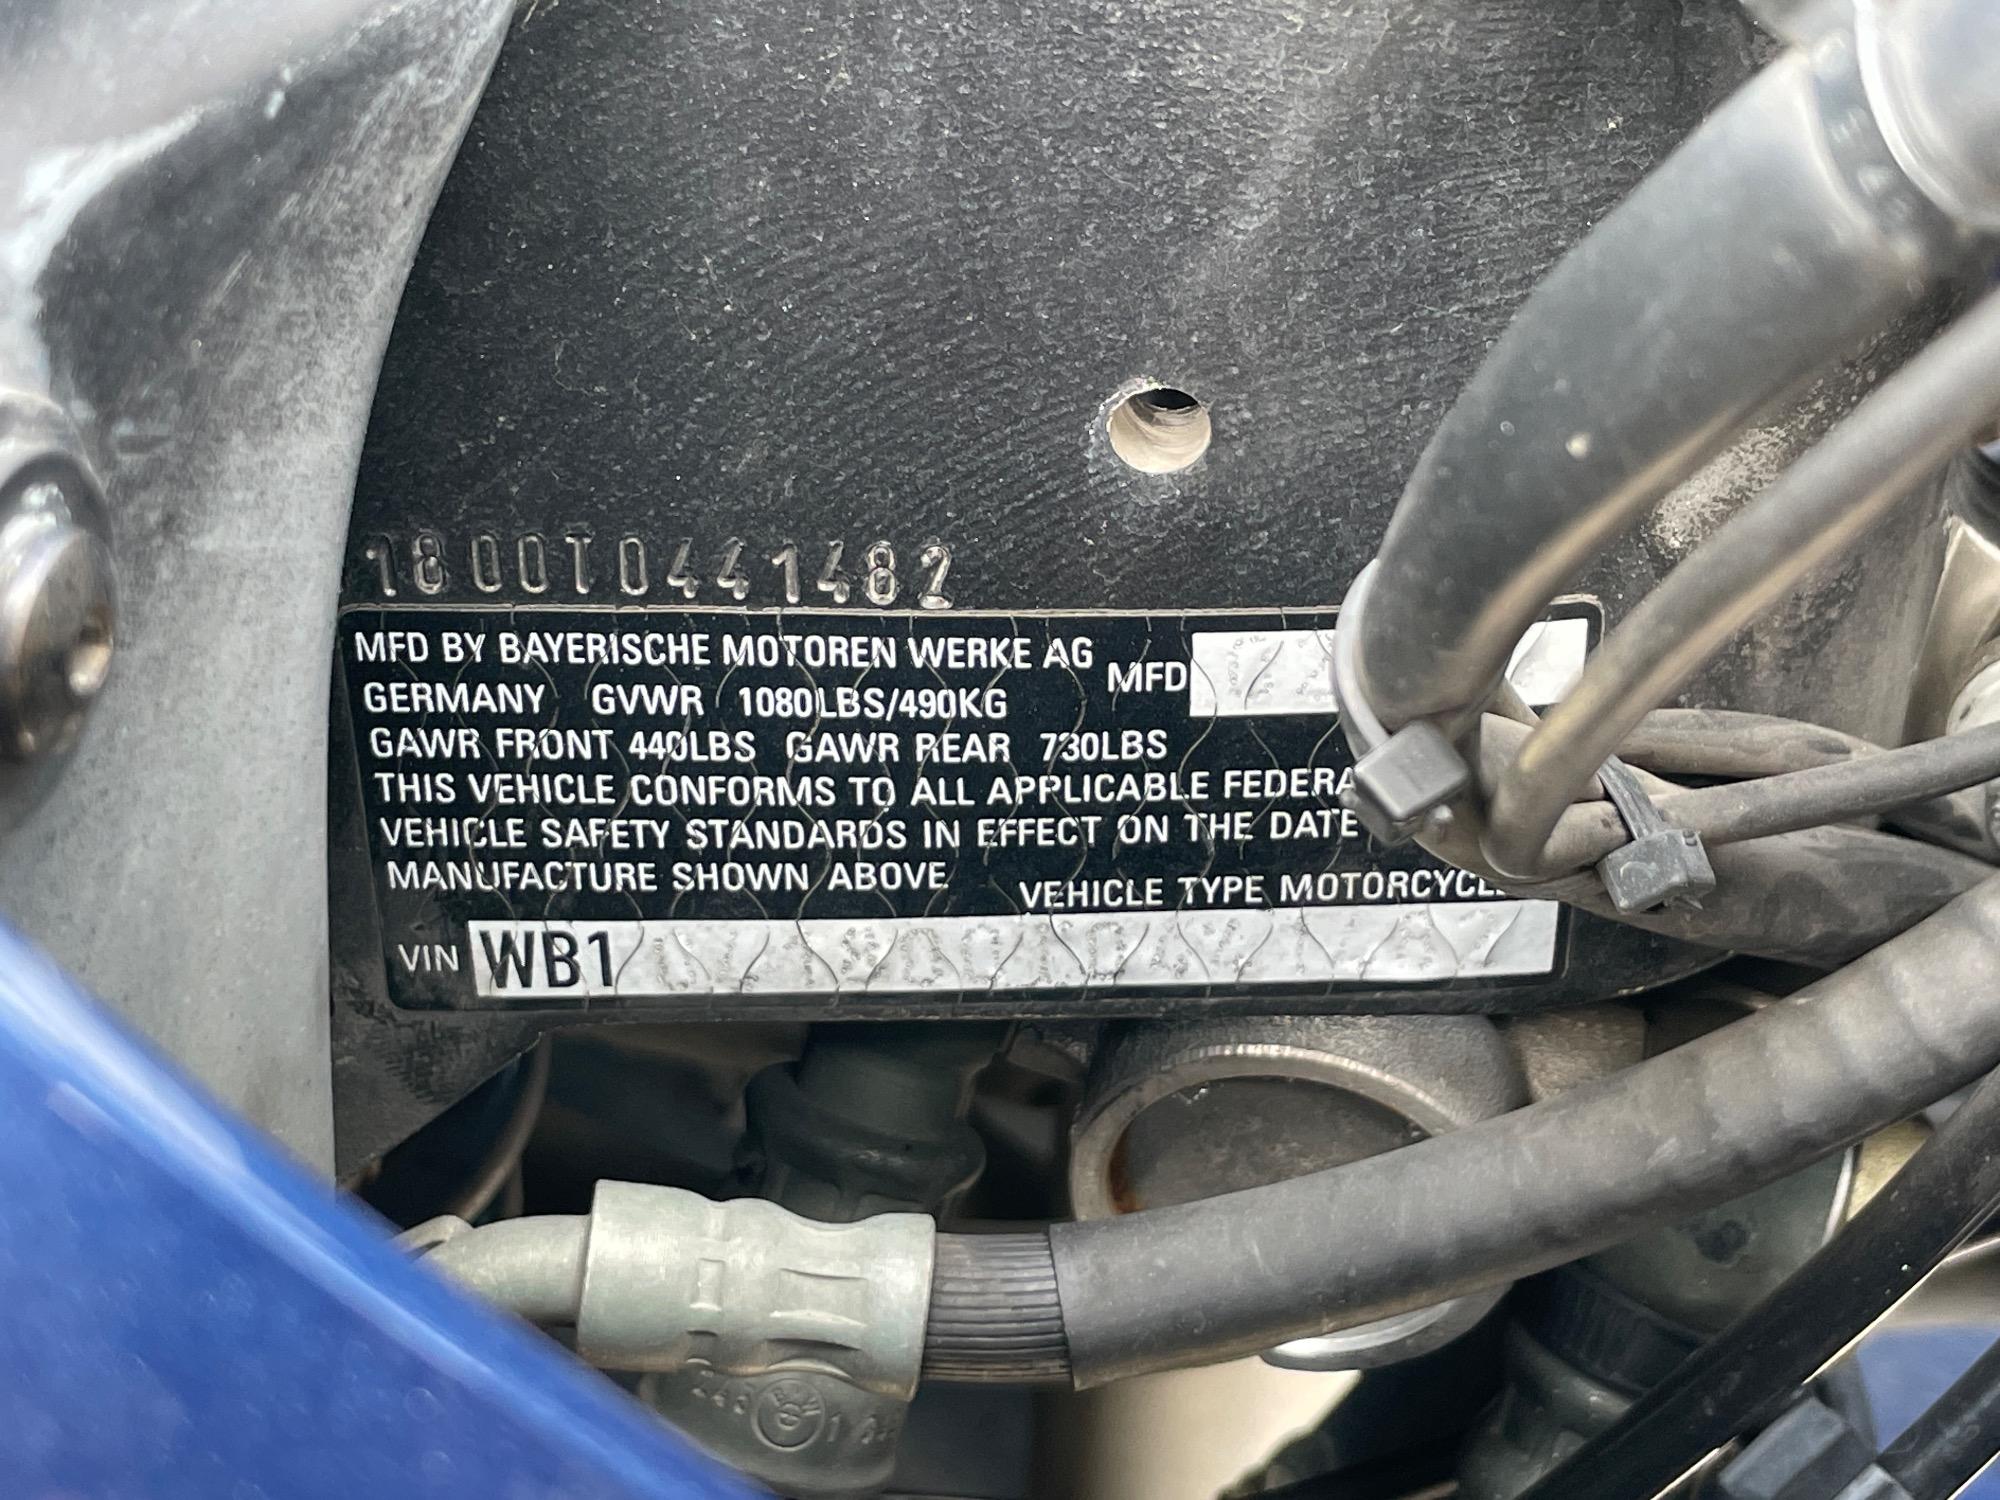 1800T0441482
MFD BY BAYERISCHE MOTOREN WERKE AG
MFD
GERMANY GVWR 1080LBS/490KG
GAWR FRONT 440LBS GAWR REAR 730LBS
THIS VEHICLE CONFORMS TO ALL APPLICABLE FEDERA
VEHICLE SAFETY STANDARDS IN EFFECT ON THE DATE
MANUFACTURE SHOWN ABOVE
VEHICLE TYPE MOTORCYCL
VIN WB1